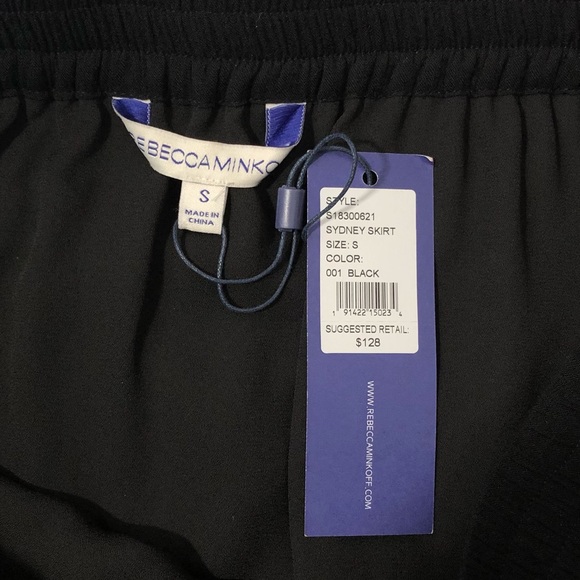 REBECCAMINKOFF
S
MADE IN
CHINA
STYLE:
S18300621
SYDNEY SKIRT
SIZE: S
COLOR:
001 BLACK
1 91422 15023 4
SUGGESTED RETAIL:
$128
WWW.REBECCAMINKOFF.COM